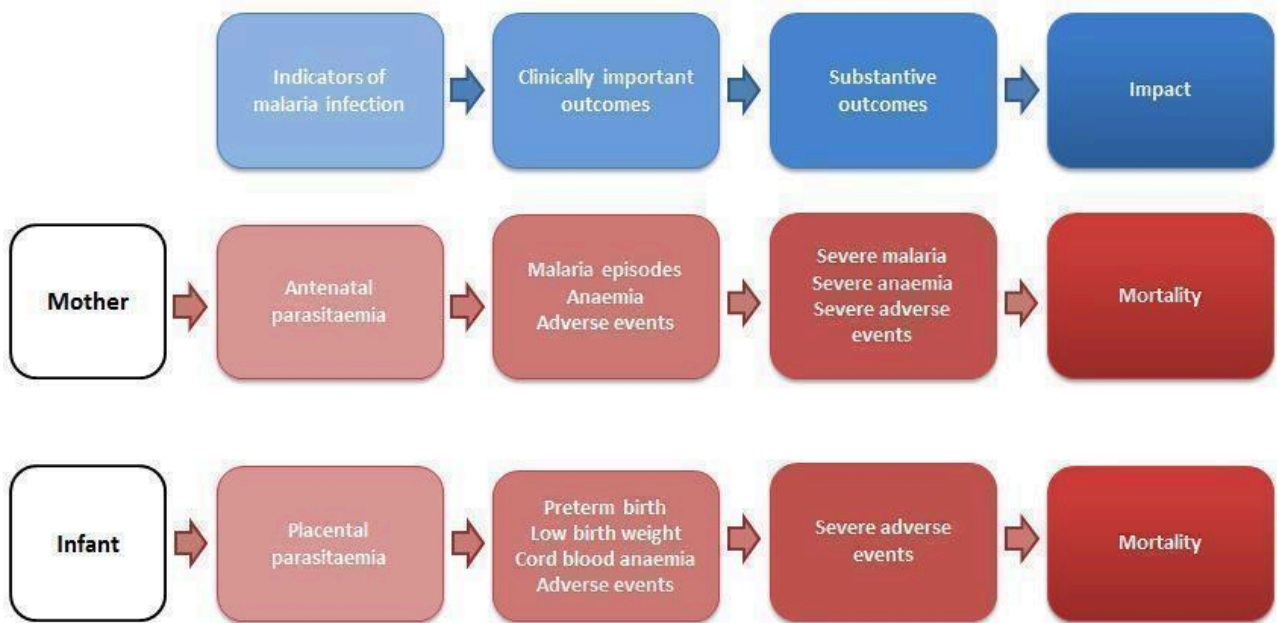 Indicators of
malaria infection
Clinically important
outcomes
Substantive
outcomes
Impact
Mother
Antenatal
parasitaemia
Malaria episodes
Anaemia
Adverse events
Severe malaria
Severe anaemia
Severe adverse
events
Mortality
Infant
Placental
parasitaemia
Preterm birth
Low birth weight
Cord blood anaemia
Adverse events
Severe adverse
events
Mortality